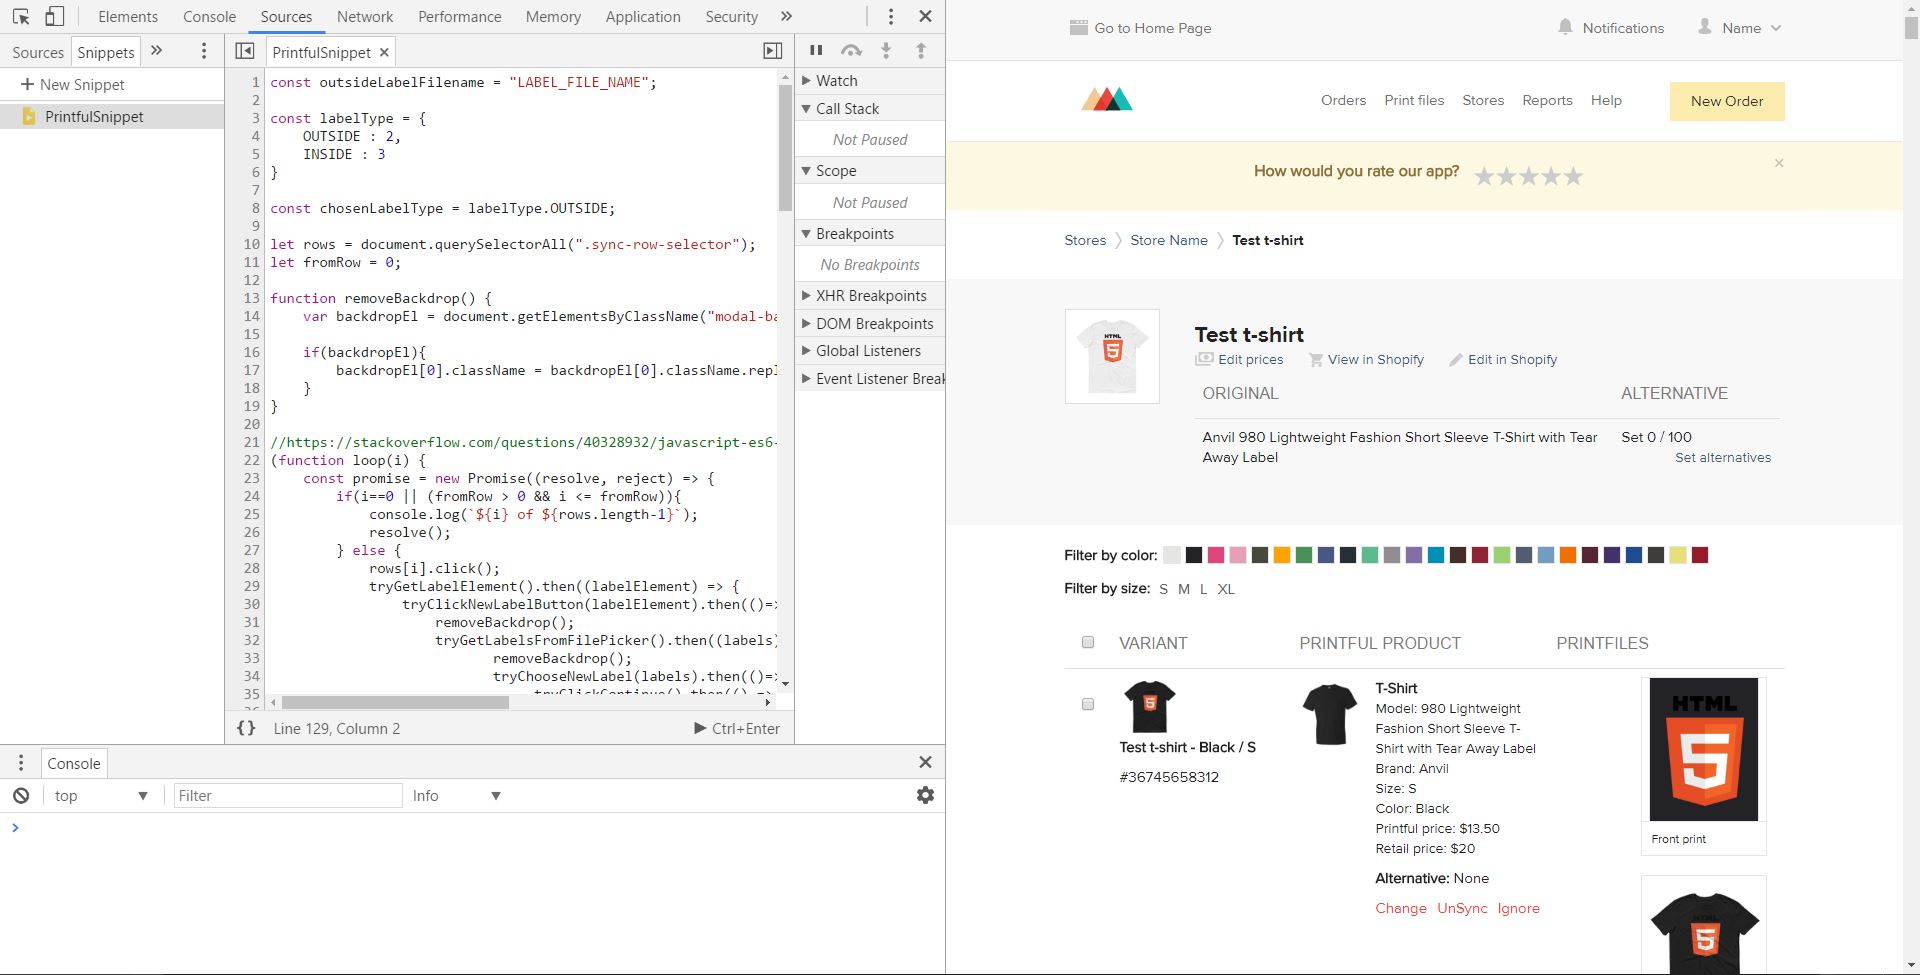 Elements Console Sources Network Performance Memory Application Security »
Sources Snippets »
PrintfulSnippet ×
New Snippet
PrintfulSnippet
1 const outsideLabelFilename = "LABEL_FILE_NAME";
2
3 const labelType = {
4 OUTSIDE : 2,
5 INSIDE : 3
6 }
7
8 const chosenLabelType = labelType.OUTSIDE;
9
10 let rows = document.querySelectorAll(".sync-row-selector");
11 let fromRow = 0;
12
13 function removeBackdrop() {
14 var backdropEl = document.getElementsByClassName("modal-ba
15
16 if(backdropEl){
17 backdropEl[0].className = backdropEl[0].className.repl
18 }
19 }
20
21 //https://stackoverflow.com/questions/40328932/javascript-es6-
22 (function loop(i) {
23 const promise = new Promise((resolve, reject) => {
24 if(i==0 || (fromRow > 0 && i <= fromRow)){
25 console.log(`${i} of ${rows.length-1}`);
26 resolve();
27 } else {
28 rows[i].click();
29 tryGetLabelElement().then((labelElement) => {
30 tryClickNewLabelButton(labelElement).then(()=>
31 removeBackdrop();
32 tryGetLabelsFromFilePicker().then((labels)
33 removeBackdrop();
34 tryChooseNewLabel(labels).then(()=>
35 tryClickContinue().then(() =>
{} Line 129, Column 2 Ctrl+Enter
Watch
Call Stack
Not Paused
Scope
Not Paused
Breakpoints
No Breakpoints
XHR Breakpoints
DOM Breakpoints
Global Listeners
Event Listener Break
Console
top
Filter
Info
Go to Home Page
Notifications
Name
Orders Print files Stores Reports Help
New Order
How would you rate our app?
×
Stores Store Name Test t-shirt
Test t-shirt
Edit prices View in Shopify Edit in Shopify
ORIGINAL ALTERNATIVE
Anvil 980 Lightweight Fashion Short Sleeve T-Shirt with Tear Set 0 / 100
Away Label Set alternatives
Filter by color:
Filter by size: S M L XL
VARIANT PRINTFUL PRODUCT PRINTFILES
Test t-shirt - Black / S
#36745658312
T-Shirt
Model: 980 Lightweight
Fashion Short Sleeve T-
Shirt with Tear Away Label
Brand: Anvil
Size: S
Color: Black
Printful price: $13.50
Retail price: $20
Alternative: None
Change UnSync Ignore
HTML
5
Front print
HTML
5